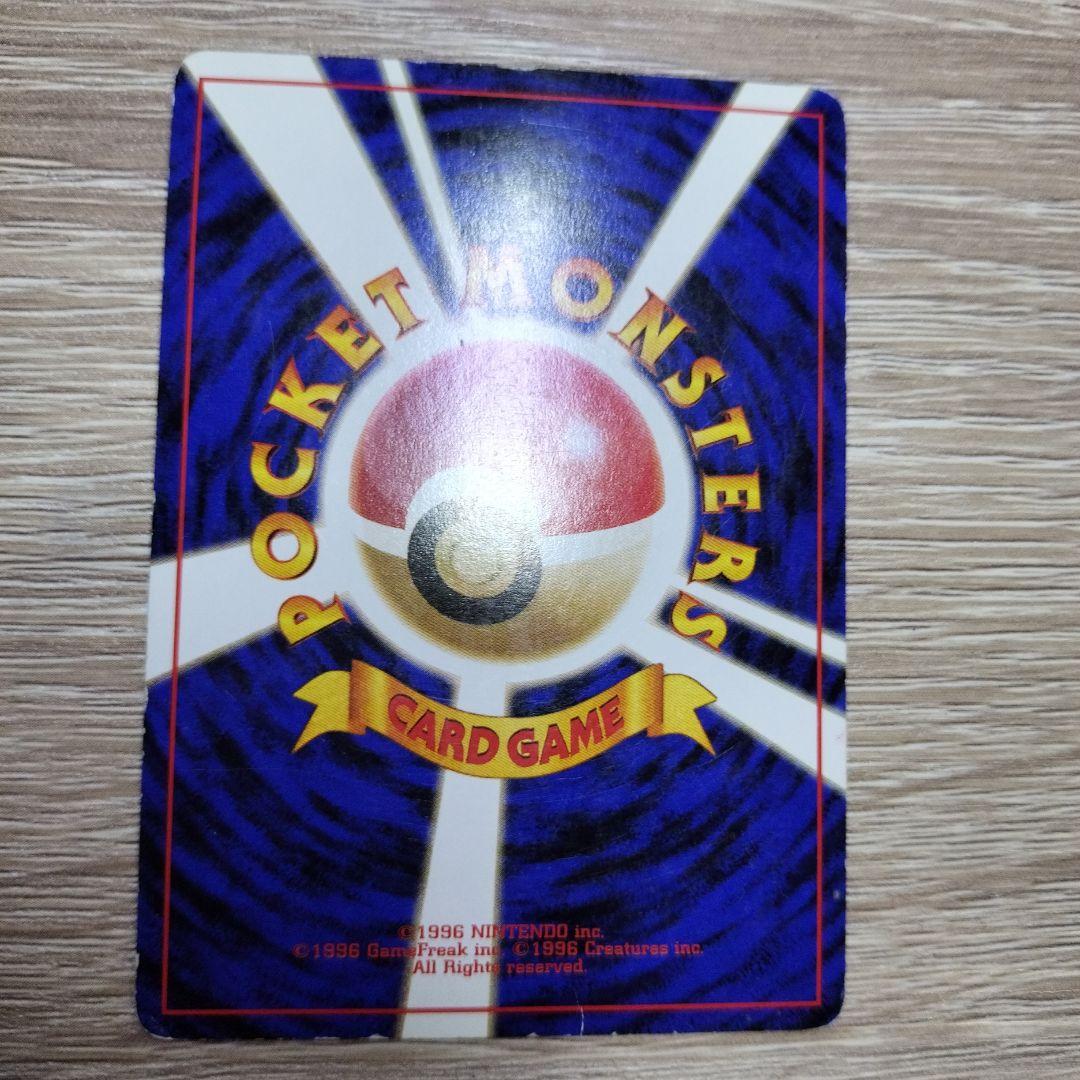 POCKET MONSTERS
CARD GAME
©1996 NINTENDO inc.
©1996 GameFreak inc. ©1996 Creatures inc.
All Rights reserved.